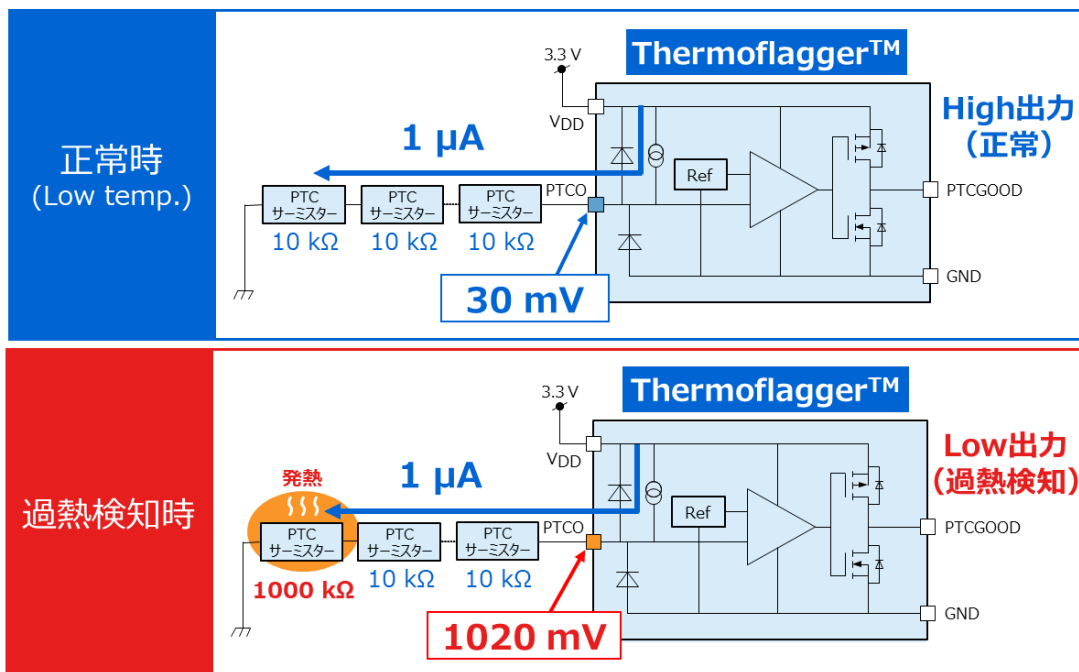 正常時
(Low temp.)
Thermoflagger™
3.3 V
VDD
High出力
(正常)
1 μA
Ref
PTCO
PTCGOOD
PTC
サーミスター
PTC
サーミスター
PTC
サーミスター
10 kΩ
10 kΩ
10 kΩ
30 mV
GND
過熱検知時
Thermoflagger™
3.3 V
VDD
Low出力
(過熱検知)
発熱
1 μA
Ref
PTCO
PTCGOOD
PTC
サーミスター
PTC
サーミスター
PTC
サーミスター
1000 kΩ
10 kΩ
10 kΩ
1020 mV
GND